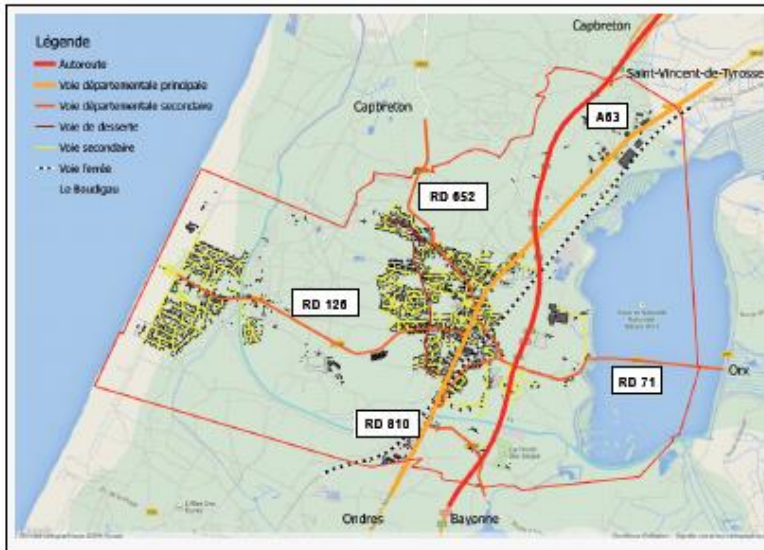 Légende
Autoroute
Voie départementale principale
Voie départementale secondaire
Voie de desserte
Voie secondaire
Voie ferrée
Le Boudigau
Capbreton
Saint-Vincent-de-Tyrosse
Capbreton
A63
RD 652
RD 126
RD 71
Orx
RD 810
Ondres
Bayonne